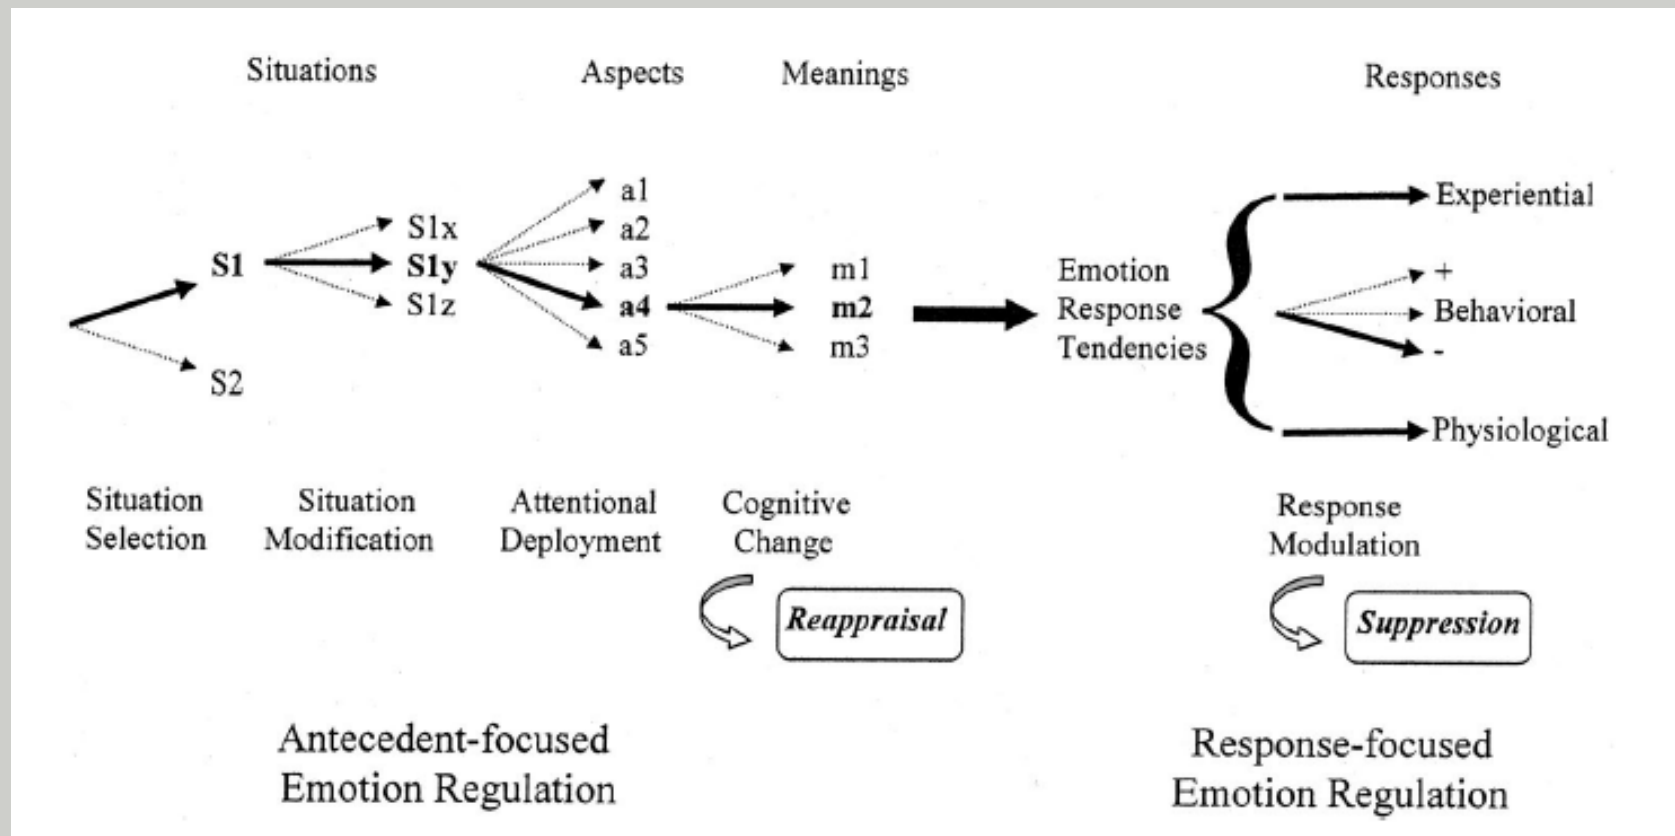 Situations
Aspects
Meanings
Responses
S1
S2
S1x
S1y
S1z
a1
a2
a3
a4
a5
m1
m2
m3
Emotion
Response
Tendencies
Experiential
+
Behavioral
-
Physiological
Situation
Selection
Situation
Modification
Attentional
Deployment
Cognitive
Change
Reappraisal
Response
Modulation
Suppression
Antecedent-focused
Emotion Regulation
Response-focused
Emotion Regulation